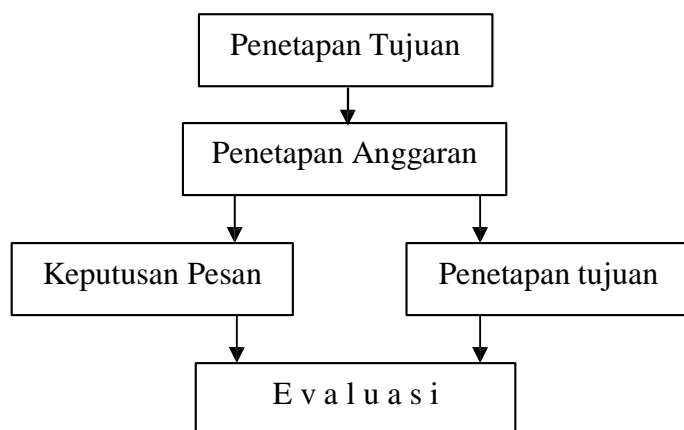 Penetapan Tujuan
Penetapan Anggaran
Keputusan Pesan
Penetapan tujuan
E v a l u a s i